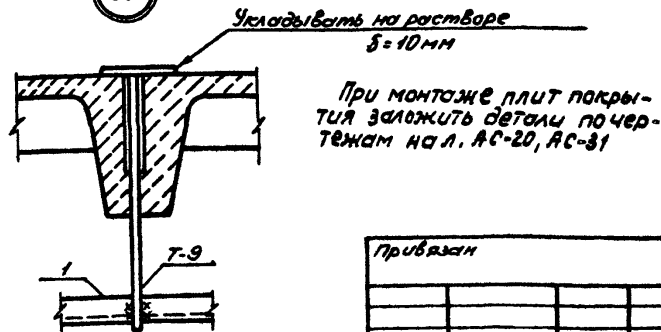 Укладывать на растворе
δ=10мм
При монтаже плит покры-
тия заложить детали по чер-
тежам на л. АС-20, АС-31
1
Т-9
Привязан